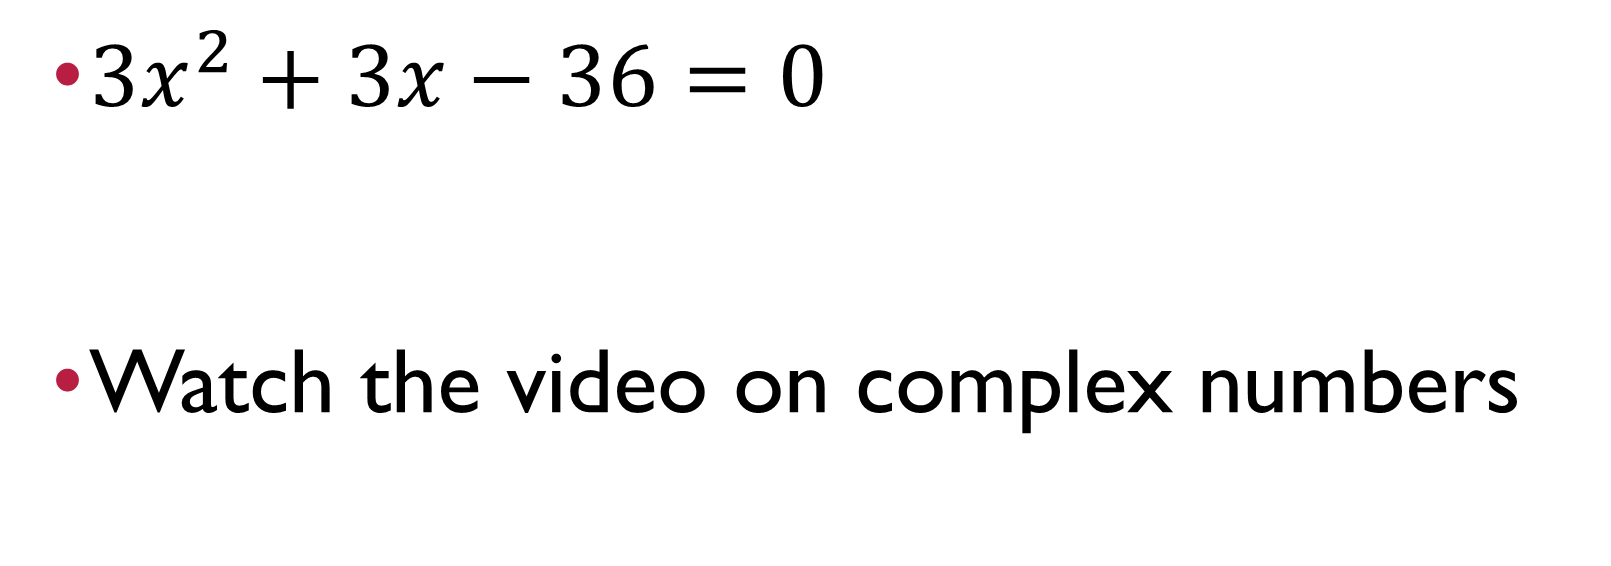 •3𝑥² + 3𝑥 − 36 = 0
•Watch the video on complex numbers